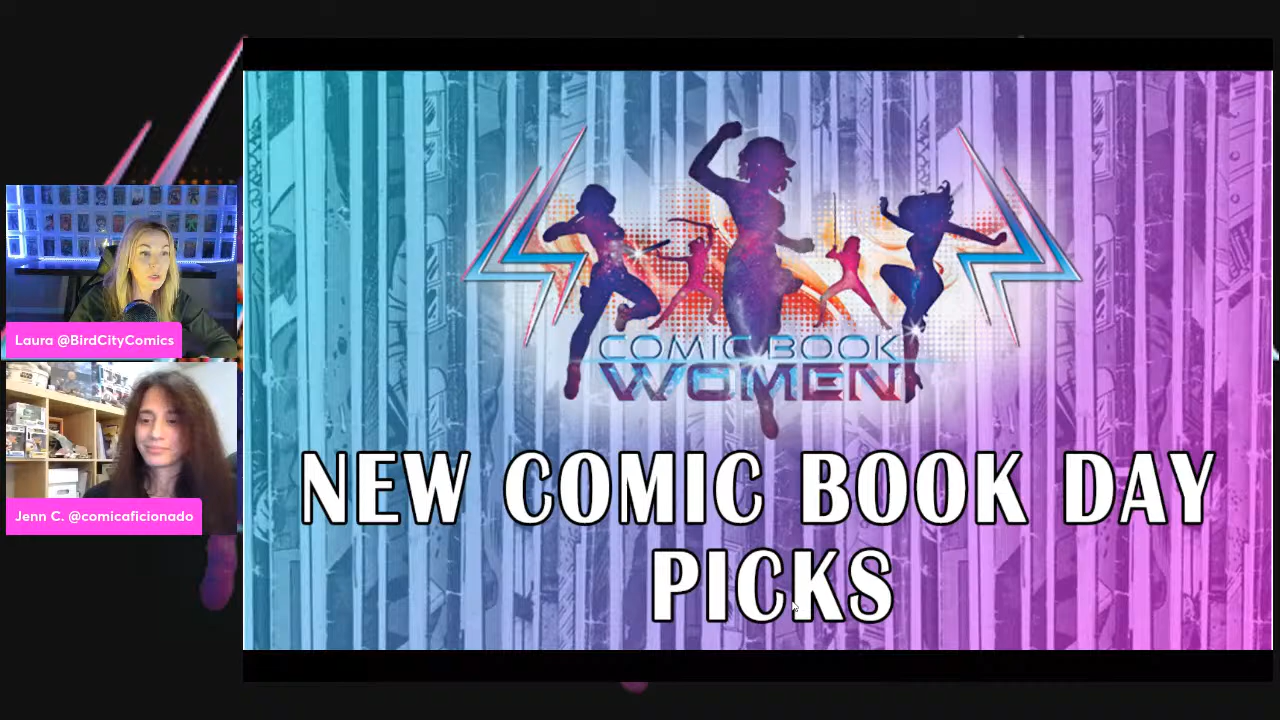 Laura @BirdCityComics
Jenn C. @comicaficionado
COMIC BOOK
WOMEN
NEW COMIC BOOK DAY
PICKS